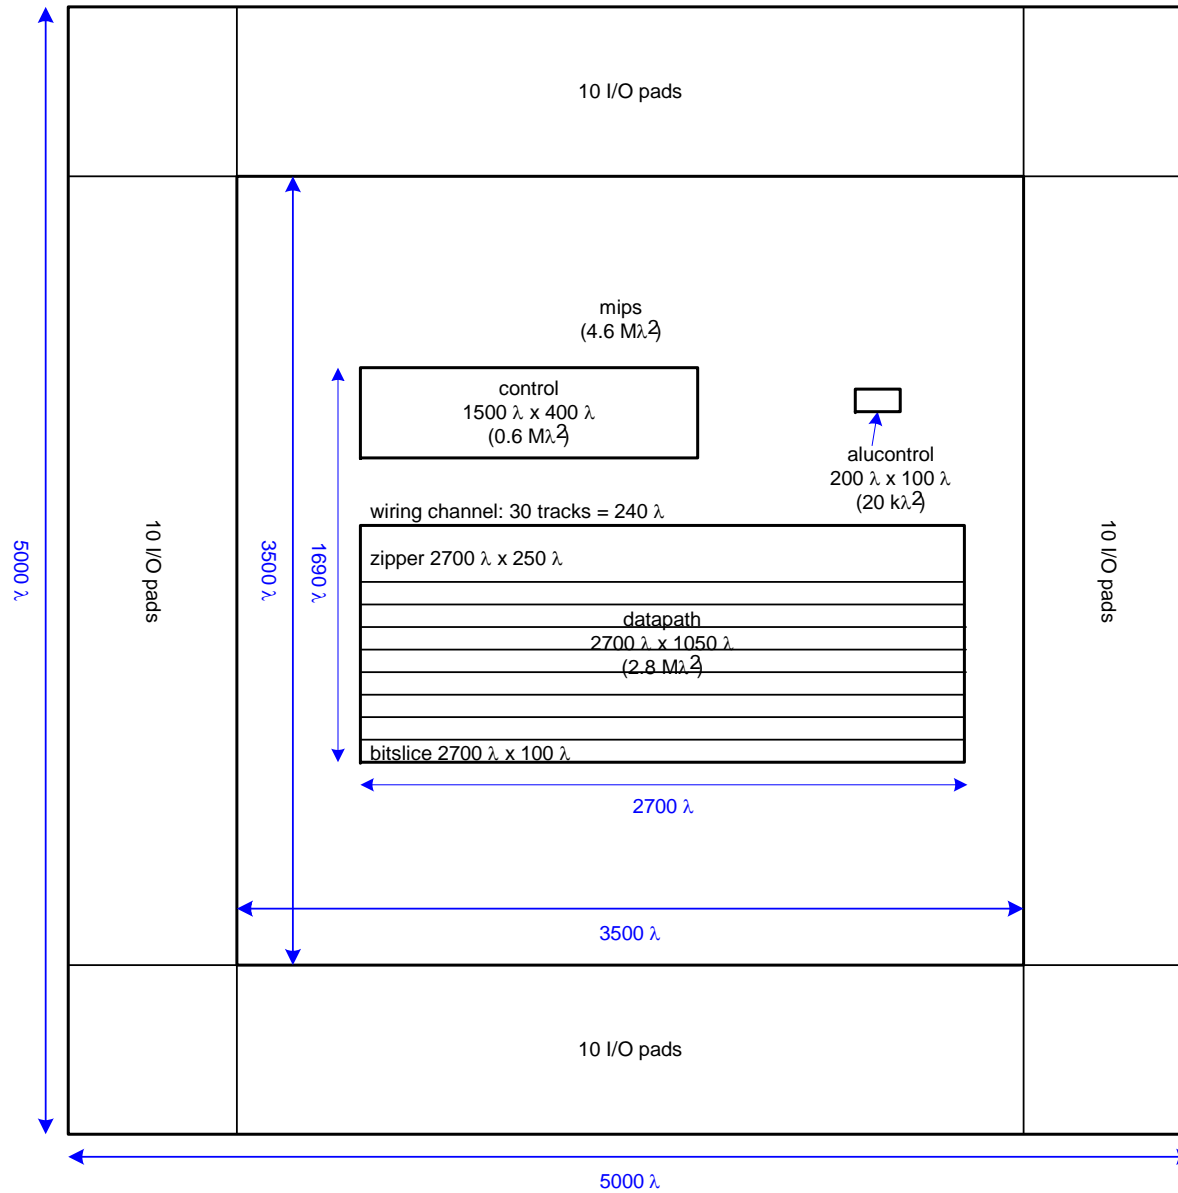 10 I/O pads
mips
(4.6 Mλ²)
control
1500 λ x 400 λ
(0.6 Mλ²)
alucontrol
200 λ x 100 λ
(20 kλ²)
wiring channel: 30 tracks = 240 λ
zipper 2700 λ x 250 λ
datapath
2700 λ x 1050 λ
(2.8 Mλ²)
bitslice 2700 λ x 100 λ
2700 λ
5000 λ
10 I/O pads
3500 λ
1690 λ
10 I/O pads
3500 λ
10 I/O pads
5000 λ